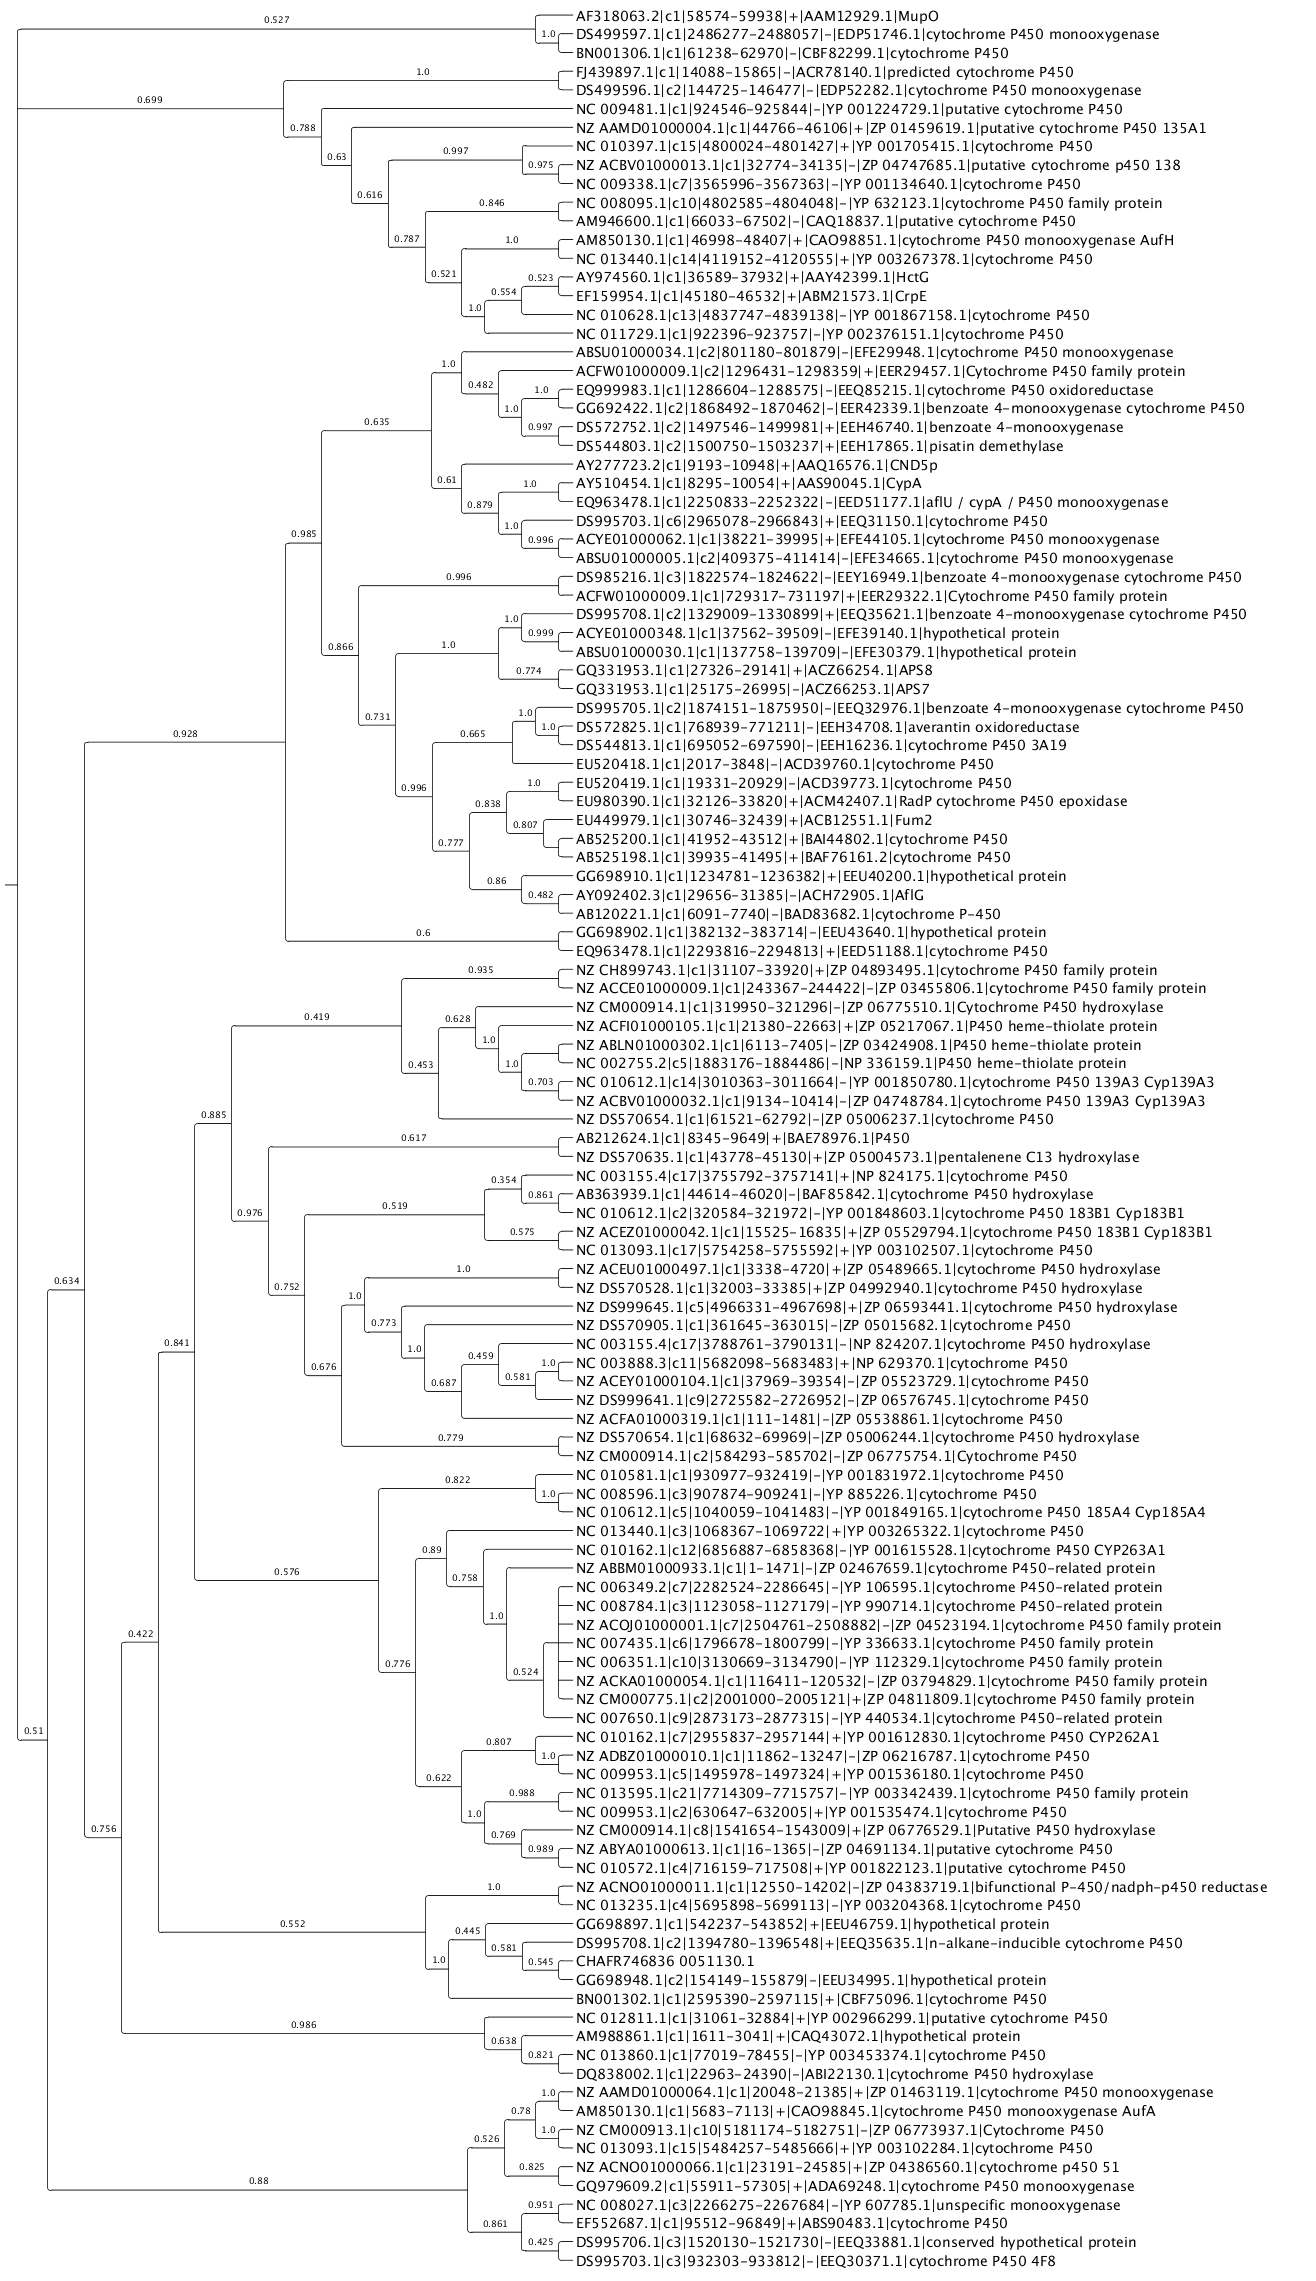 AF318063.2|c1|58574-59938|+|AAM12929.1|MupO
0.527
DS499597.1|c1|2486277-2488057|-|EDP51746.1|cytochrome P450 monooxygenase
1.0
BN001306.1|c1|61238-62970|-|CBF82299.1|cytochrome P450
FJ439897.1|c1|14088-15865|-|ACR78140.1|predicted cytochrome P450
1.0
DS499596.1|c2|144725-146477|-|EDP52282.1|cytochrome P450 monooxygenase
0.699
NC 009481.1|c1|924546-925844|-|YP 001224729.1|putative cytochrome P450
0.788
NZ AAMD01000004.1|c1|44766-46106|+|ZP 01459619.1|putative cytochrome P450 135A1
NC 010397.1|c15|4800024-4801427|+|YP 001705415.1|cytochrome P450
0.63
0.997
NZ ACBV01000013.1|c1|32774-34135|-|ZP 04747685.1|putative cytochrome p450 138
0.975
NC 009338.1|c7|3565996-3567363|-|YP 001134640.1|cytochrome P450
0.616
NC 008095.1|c10|4802585-4804048|-|YP 632123.1|cytochrome P450 family protein
0.846
AM946600.1|c1|66033-67502|-|CAQ18837.1|putative cytochrome P450
0.787
AM850130.1|c1|46998-48407|+|CAO98851.1|cytochrome P450 monooxygenase AufH
1.0
NC 013440.1|c14|4119152-4120555|+|YP 003267378.1|cytochrome P450
0.521
AY974560.1|c1|36589-37932|+|AAY42399.1|HctG
0.523
0.554
EF159954.1|c1|45180-46532|+|ABM21573.1|CrpE
1.0
NC 010628.1|c13|4837747-4839138|-|YP 001867158.1|cytochrome P450
NC 011729.1|c1|922396-923757|-|YP 002376151.1|cytochrome P450
ABSU01000034.1|c2|801180-801879|-|EFE29948.1|cytochrome P450 monooxygenase
1.0
ACFW01000009.1|c2|1296431-1298359|+|EER29457.1|Cytochrome P450 family protein
0.482
EQ999983.1|c1|1286604-1288575|-|EEQ85215.1|cytochrome P450 oxidoreductase
1.0
GG692422.1|c2|1868492-1870462|-|EER42339.1|benzoate 4-monooxygenase cytochrome P450
1.0
0.635
DS572752.1|c2|1497546-1499981|+|EEH46740.1|benzoate 4-monooxygenase
0.997
DS544803.1|c2|1500750-1503237|+|EEH17865.1|pisatin demethylase
AY277723.2|c1|9193-10948|+|AAQ16576.1|CND5p
0.61
AY510454.1|c1|8295-10054|+|AAS90045.1|CypA
1.0
EQ963478.1|c1|2250833-2252322|-|EED51177.1|aflU / cypA / P450 monooxygenase
0.879
DS995703.1|c6|2965078-2966843|+|EEQ31150.1|cytochrome P450
1.0
0.985
ACYE01000062.1|c1|38221-39995|+|EFE44105.1|cytochrome P450 monooxygenase
0.996
ABSU01000005.1|c2|409375-411414|-|EFE34665.1|cytochrome P450 monooxygenase
DS985216.1|c3|1822574-1824622|-|EEY16949.1|benzoate 4-monooxygenase cytochrome P450
0.996
ACFW01000009.1|c1|729317-731197|+|EER29322.1|Cytochrome P450 family protein
DS995708.1|c2|1329009-1330899|+|EEQ35621.1|benzoate 4-monooxygenase cytochrome P450
1.0
ACYE01000348.1|c1|37562-39509|-|EFE39140.1|hypothetical protein
0.999
0.866
1.0
ABSU01000030.1|c1|137758-139709|-|EFE30379.1|hypothetical protein
GQ331953.1|c1|27326-29141|+|ACZ66254.1|APS8
0.774
GQ331953.1|c1|25175-26995|-|ACZ66253.1|APS7
0.731
DS995705.1|c2|1874151-1875950|-|EEQ32976.1|benzoate 4-monooxygenase cytochrome P450
1.0
DS572825.1|c1|768939-771211|-|EEH34708.1|averantin oxidoreductase
1.0
0.928
0.665
DS544813.1|c1|695052-697590|-|EEH16236.1|cytochrome P450 3A19
EU520418.1|c1|2017-3848|-|ACD39760.1|cytochrome P450
0.996
EU520419.1|c1|19331-20929|-|ACD39773.1|cytochrome P450
1.0
EU980390.1|c1|32126-33820|+|ACM42407.1|RadP cytochrome P450 epoxidase
0.838
EU449979.1|c1|30746-32439|+|ACB12551.1|Fum2
0.807
AB525200.1|c1|41952-43512|+|BAI44802.1|cytochrome P450
0.777
AB525198.1|c1|39935-41495|+|BAF76161.2|cytochrome P450
GG698910.1|c1|1234781-1236382|+|EEU40200.1|hypothetical protein
0.86
AY092402.3|c1|29656-31385|-|ACH72905.1|AflG
0.482
AB120221.1|c1|6091-7740|-|BAD83682.1|cytochrome P-450
GG698902.1|c1|382132-383714|-|EEU43640.1|hypothetical protein
0.6
EQ963478.1|c1|2293816-2294813|+|EED51188.1|cytochrome P450
NZ CH899743.1|c1|31107-33920|+|ZP 04893495.1|cytochrome P450 family protein
0.935
NZ ACCE01000009.1|c1|243367-244422|-|ZP 03455806.1|cytochrome P450 family protein
NZ CM000914.1|c1|319950-321296|-|ZP 06775510.1|Cytochrome P450 hydroxylase
0.419
0.628
NZ ACFI01000105.1|c1|21380-22663|+|ZP 05217067.1|P450 heme-thiolate protein
1.0
NZ ABLN01000302.1|c1|6113-7405|-|ZP 03424908.1|P450 heme-thiolate protein
0.453
1.0
NC 002755.2|c5|1883176-1884486|-|NP 336159.1|P450 heme-thiolate protein
NC 010612.1|c14|3010363-3011664|-|YP 001850780.1|cytochrome P450 139A3 Cyp139A3
0.703
NZ ACBV01000032.1|c1|9134-10414|-|ZP 04748784.1|cytochrome P450 139A3 Cyp139A3
0.885
NZ DS570654.1|c1|61521-62792|-|ZP 05006237.1|cytochrome P450
AB212624.1|c1|8345-9649|+|BAE78976.1|P450
0.617
NZ DS570635.1|c1|43778-45130|+|ZP 05004573.1|pentalenene C13 hydroxylase
NC 003155.4|c17|3755792-3757141|+|NP 824175.1|cytochrome P450
0.354
AB363939.1|c1|44614-46020|-|BAF85842.1|cytochrome P450 hydroxylase
0.861
0.976
0.519
NC 010612.1|c2|320584-321972|-|YP 001848603.1|cytochrome P450 183B1 Cyp183B1
NZ ACEZ01000042.1|c1|15525-16835|+|ZP 05529794.1|cytochrome P450 183B1 Cyp183B1
0.575
NC 013093.1|c17|5754258-5755592|+|YP 003102507.1|cytochrome P450
NZ ACEU01000497.1|c1|3338-4720|+|ZP 05489665.1|cytochrome P450 hydroxylase
1.0
0.634
NZ DS570528.1|c1|32003-33385|+|ZP 04992940.1|cytochrome P450 hydroxylase
0.752
1.0
NZ DS999645.1|c5|4966331-4967698|+|ZP 06593441.1|cytochrome P450 hydroxylase
0.773
NZ DS570905.1|c1|361645-363015|-|ZP 05015682.1|cytochrome P450
0.841
NC 003155.4|c17|3788761-3790131|-|NP 824207.1|cytochrome P450 hydroxylase
1.0
0.459
NC 003888.3|c11|5682098-5683483|+|NP 629370.1|cytochrome P450
1.0
0.676
0.581
NZ ACEY01000104.1|c1|37969-39354|-|ZP 05523729.1|cytochrome P450
0.687
NZ DS999641.1|c9|2725582-2726952|-|ZP 06576745.1|cytochrome P450
NZ ACFA01000319.1|c1|111-1481|-|ZP 05538861.1|cytochrome P450
NZ DS570654.1|c1|68632-69969|-|ZP 05006244.1|cytochrome P450 hydroxylase
0.779
NZ CM000914.1|c2|584293-585702|-|ZP 06775754.1|Cytochrome P450
NC 010581.1|c1|930977-932419|-|YP 001831972.1|cytochrome P450
0.822
NC 008596.1|c3|907874-909241|-|YP 885226.1|cytochrome P450
1.0
NC 010612.1|c5|1040059-1041483|-|YP 001849165.1|cytochrome P450 185A4 Cyp185A4
NC 013440.1|c3|1068367-1069722|+|YP 003265322.1|cytochrome P450
0.89
NC 010162.1|c12|6856887-6858368|-|YP 001615528.1|cytochrome P450 CYP263A1
0.576
0.758
NZ ABBM01000933.1|c1|1-1471|-|ZP 02467659.1|cytochrome P450-related protein
NC 006349.2|c7|2282524-2286645|-|YP 106595.1|cytochrome P450-related protein
NC 008784.1|c3|1123058-1127179|-|YP 990714.1|cytochrome P450-related protein
1.0
0.422
NZ ACOJ01000001.1|c7|2504761-2508882|-|ZP 04523194.1|cytochrome P450 family protein
NC 007435.1|c6|1796678-1800799|-|YP 336633.1|cytochrome P450 family protein
NC 006351.1|c10|3130669-3134790|-|YP 112329.1|cytochrome P450 family protein
0.776
0.524
NZ ACKA01000054.1|c1|116411-120532|-|ZP 03794829.1|cytochrome P450 family protein
NZ CM000775.1|c2|2001000-2005121|+|ZP 04811809.1|cytochrome P450 family protein
NC 007650.1|c9|2873173-2877315|-|YP 440534.1|cytochrome P450-related protein
0.51
NC 010162.1|c7|2955837-2957144|+|YP 001612830.1|cytochrome P450 CYP262A1
0.807
NZ ADBZ01000010.1|c1|11862-13247|-|ZP 06216787.1|cytochrome P450
1.0
NC 009953.1|c5|1495978-1497324|+|YP 001536180.1|cytochrome P450
0.622
NC 013595.1|c21|7714309-7715757|-|YP 003342439.1|cytochrome P450 family protein
0.988
NC 009953.1|c2|630647-632005|+|YP 001535474.1|cytochrome P450
1.0
0.756
NZ CM000914.1|c8|1541654-1543009|+|ZP 06776529.1|Putative P450 hydroxylase
0.769
NZ ABYA01000613.1|c1|16-1365|-|ZP 04691134.1|putative cytochrome P450
0.989
NC 010572.1|c4|716159-717508|+|YP 001822123.1|putative cytochrome P450
NZ ACNO01000011.1|c1|12550-14202|-|ZP 04383719.1|bifunctional P-450/nadph-p450 reductase
1.0
NC 013235.1|c4|5695898-5699113|-|YP 003204368.1|cytochrome P450
0.552
GG698897.1|c1|542237-543852|+|EEU46759.1|hypothetical protein
0.445
DS995708.1|c2|1394780-1396548|+|EEQ35635.1|n-alkane-inducible cytochrome P450
0.581
CHAFR746836 0051130.1
1.0
0.545
GG698948.1|c2|154149-155879|-|EEU34995.1|hypothetical protein
BN001302.1|c1|2595390-2597115|+|CBF75096.1|cytochrome P450
NC 012811.1|c1|31061-32884|+|YP 002966299.1|putative cytochrome P450
0.986
AM988861.1|c1|1611-3041|+|CAQ43072.1|hypothetical protein
0.638
NC 013860.1|c1|77019-78455|-|YP 003453374.1|cytochrome P450
0.821
DQ838002.1|c1|22963-24390|-|ABI22130.1|cytochrome P450 hydroxylase
NZ AAMD01000064.1|c1|20048-21385|+|ZP 01463119.1|cytochrome P450 monooxygenase
1.0
AM850130.1|c1|5683-7113|+|CAO98845.1|cytochrome P450 monooxygenase AufA
0.78
NZ CM000913.1|c10|5181174-5182751|-|ZP 06773937.1|Cytochrome P450
1.0
0.526
NC 013093.1|c15|5484257-5485666|+|YP 003102284.1|cytochrome P450
NZ ACNO01000066.1|c1|23191-24585|+|ZP 04386560.1|cytochrome p450 51
0.825
0.88
GQ979609.2|c1|55911-57305|+|ADA69248.1|cytochrome P450 monooxygenase
NC 008027.1|c3|2266275-2267684|-|YP 607785.1|unspecific monooxygenase
0.951
EF552687.1|c1|95512-96849|+|ABS90483.1|cytochrome P450
0.861
DS995706.1|c3|1520130-1521730|-|EEQ33881.1|conserved hypothetical protein
0.425
DS995703.1|c3|932303-933812|-|EEQ30371.1|cytochrome P450 4F8